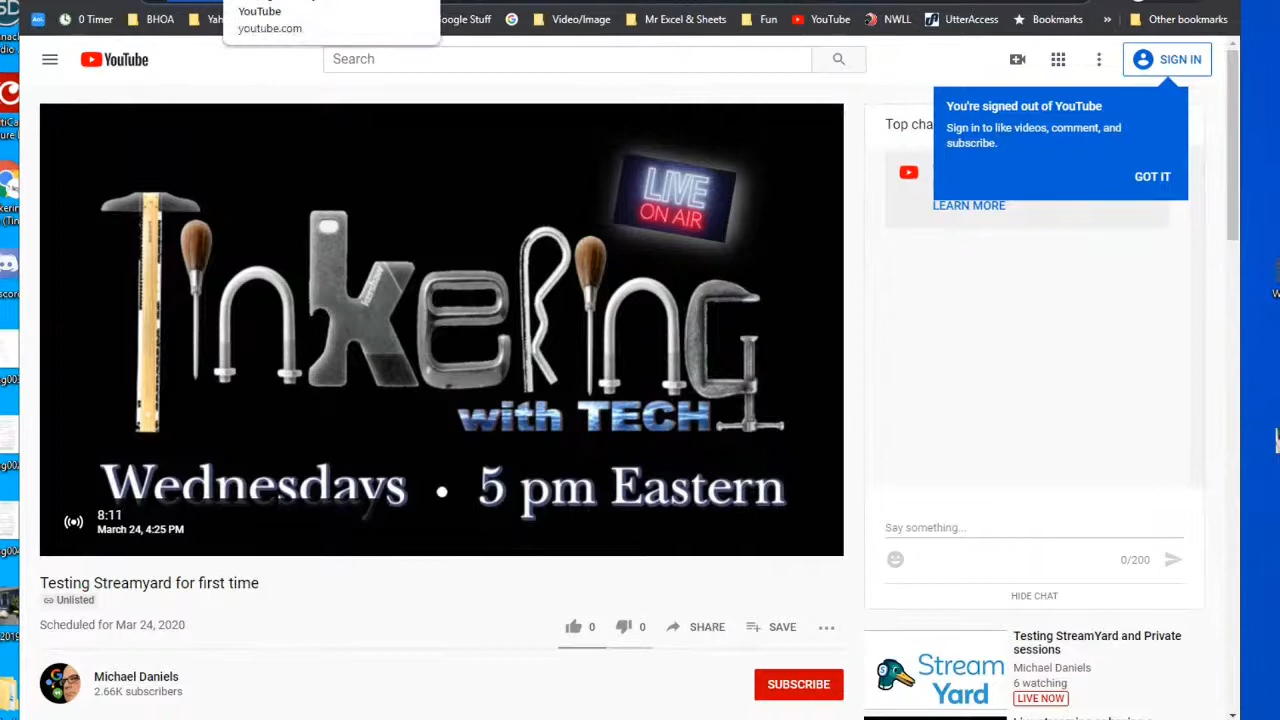 YouTube
youtube.com
0 Timer
BHOA
Google Stuff
Video/Image
Mr Excel & Sheets
Fun
YouTube
NWLL
UtterAccess
Bookmarks
»
Other bookmarks
YouTube
Search
SIGN IN
You're signed out of YouTube
Sign in to like videos, comment, and
subscribe.
GOT IT
LEARN MORE
LIVE
ON AIR
Tinkering
with TECH
Wednesdays • 5 pm Eastern
8:11
March 24, 4:25 PM
Say something...
0/200
HIDE CHAT
Testing Streamyard for first time
Unlisted
Scheduled for Mar 24, 2020
0
0
SHARE
SAVE
Michael Daniels
2.66K subscribers
SUBSCRIBE
Stream
Yard
Testing StreamYard and Private
sessions
Michael Daniels
6 watching
LIVE NOW